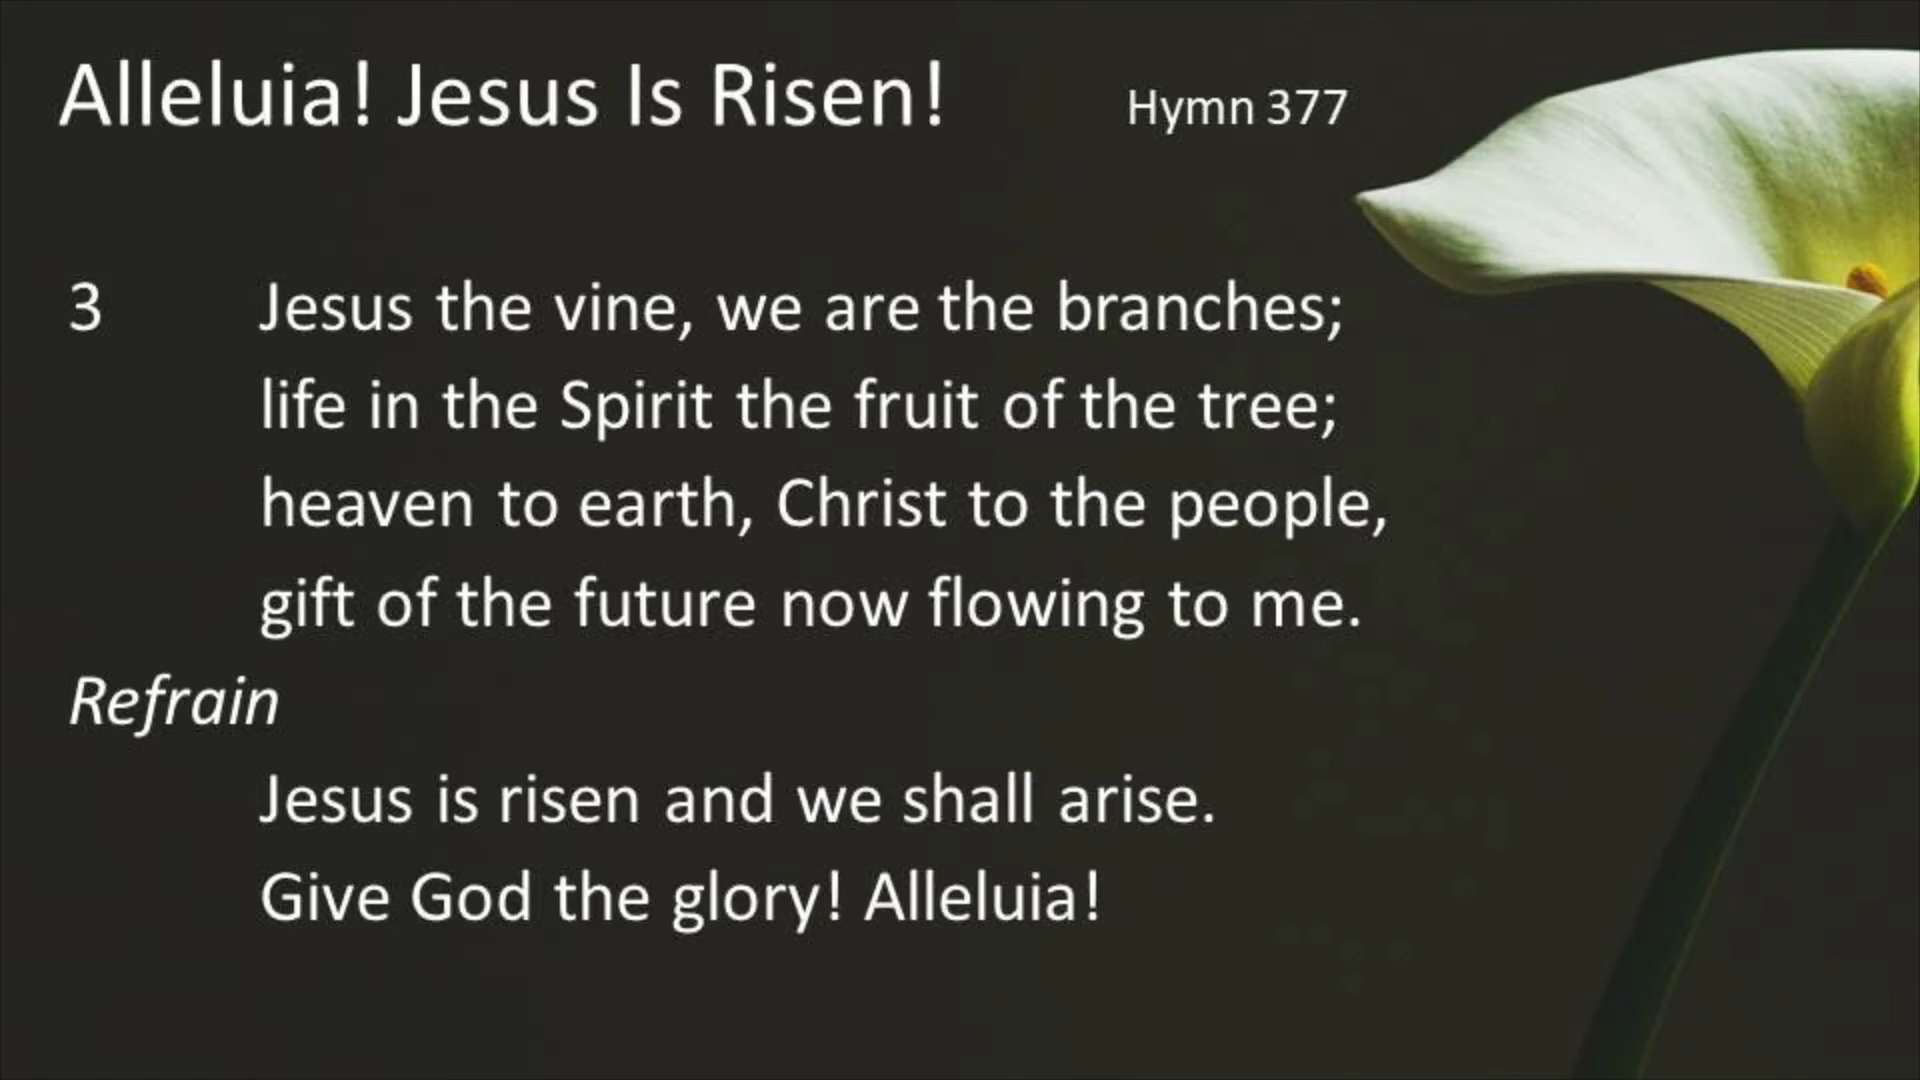 Alleluia! Jesus Is Risen! Hymn 377
3 Jesus the vine, we are the branches;
life in the Spirit the fruit of the tree;
heaven to earth, Christ to the people,
gift of the future now flowing to me.
Refrain
Jesus is risen and we shall arise.
Give God the glory! Alleluia!